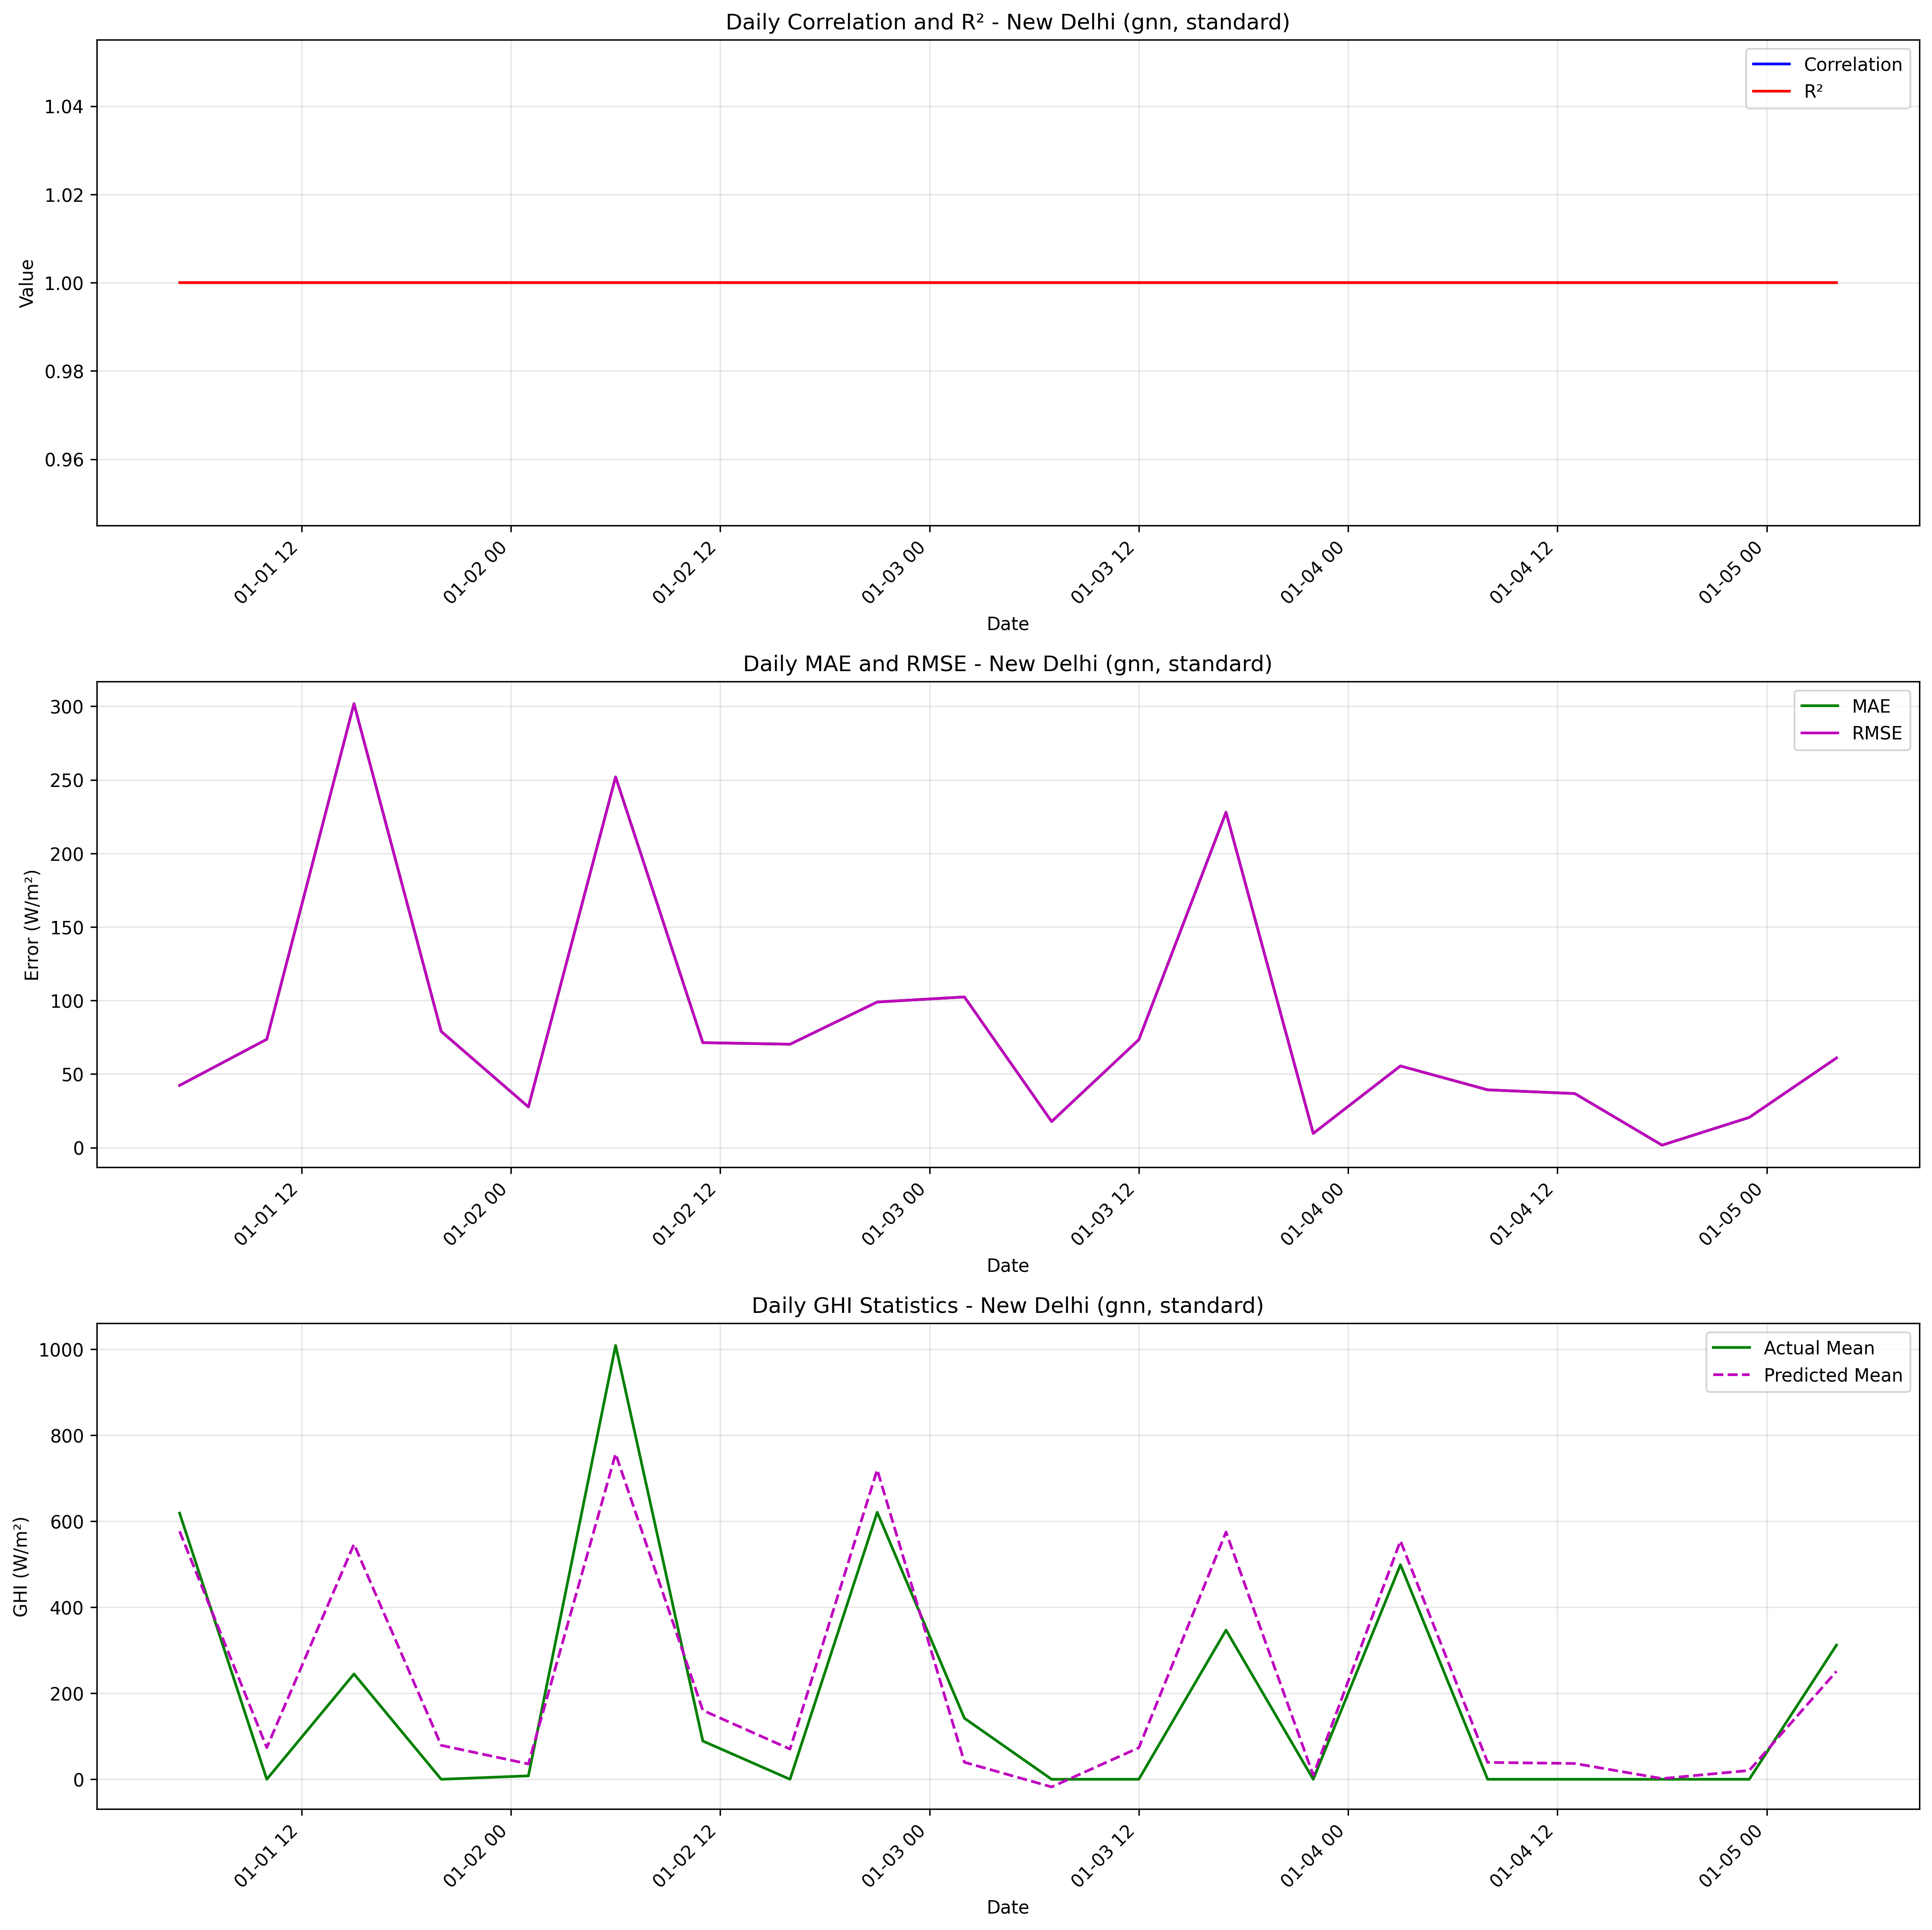 Daily Correlation and R² - New Delhi (gnn, standard)
Correlation
R²
1.04
1.02
1.00
0.98
0.96
Value
01-01 12
01-02 00
01-02 12
01-03 00
01-03 12
01-04 00
01-04 12
01-05 00
Date
Daily MAE and RMSE - New Delhi (gnn, standard)
MAE
RMSE
300
250
200
150
100
50
0
Error (W/m²)
01-01 12
01-02 00
01-02 12
01-03 00
01-03 12
01-04 00
01-04 12
01-05 00
Date
Daily GHI Statistics - New Delhi (gnn, standard)
Actual Mean
Predicted Mean
1000
800
600
400
200
0
GHI (W/m²)
01-01 12
01-02 00
01-02 12
01-03 00
01-03 12
01-04 00
01-04 12
01-05 00
Date